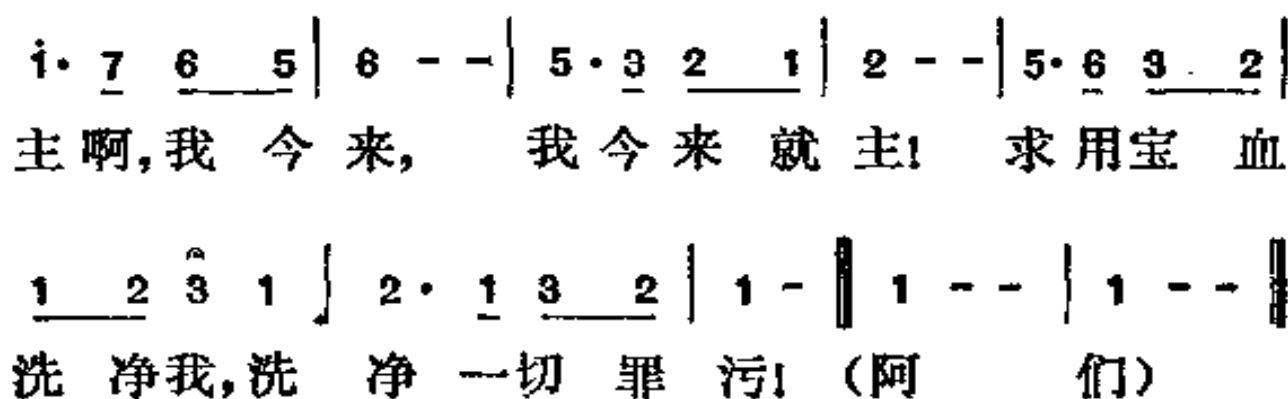 i· 7 6 5 | 6 - - | 5 · 3 2 1 | 2 - - | 5· 6 3 2 |
主啊,我 今 来, 我今来 就 主! 求用宝 血
1 2 3 1 | 2 · 1 3 2 | 1 - ‖ 1 - - | 1 - - ‖
洗 净我,洗 净 一切 罪 污! (阿 们)